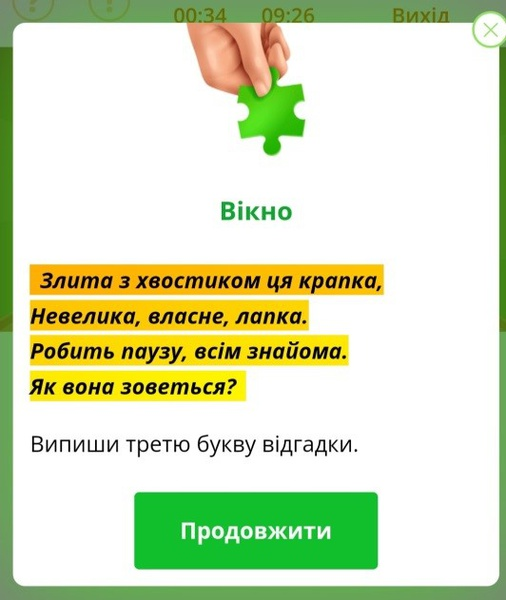 00:34 09:26 Вихід
Вікно
Злита з хвостиком ця крапка,
Невелика, власне, лапка.
Робить паузу, всім знайома.
Як вона зоветься?
Випиши третю букву відгадки.
Продовжити